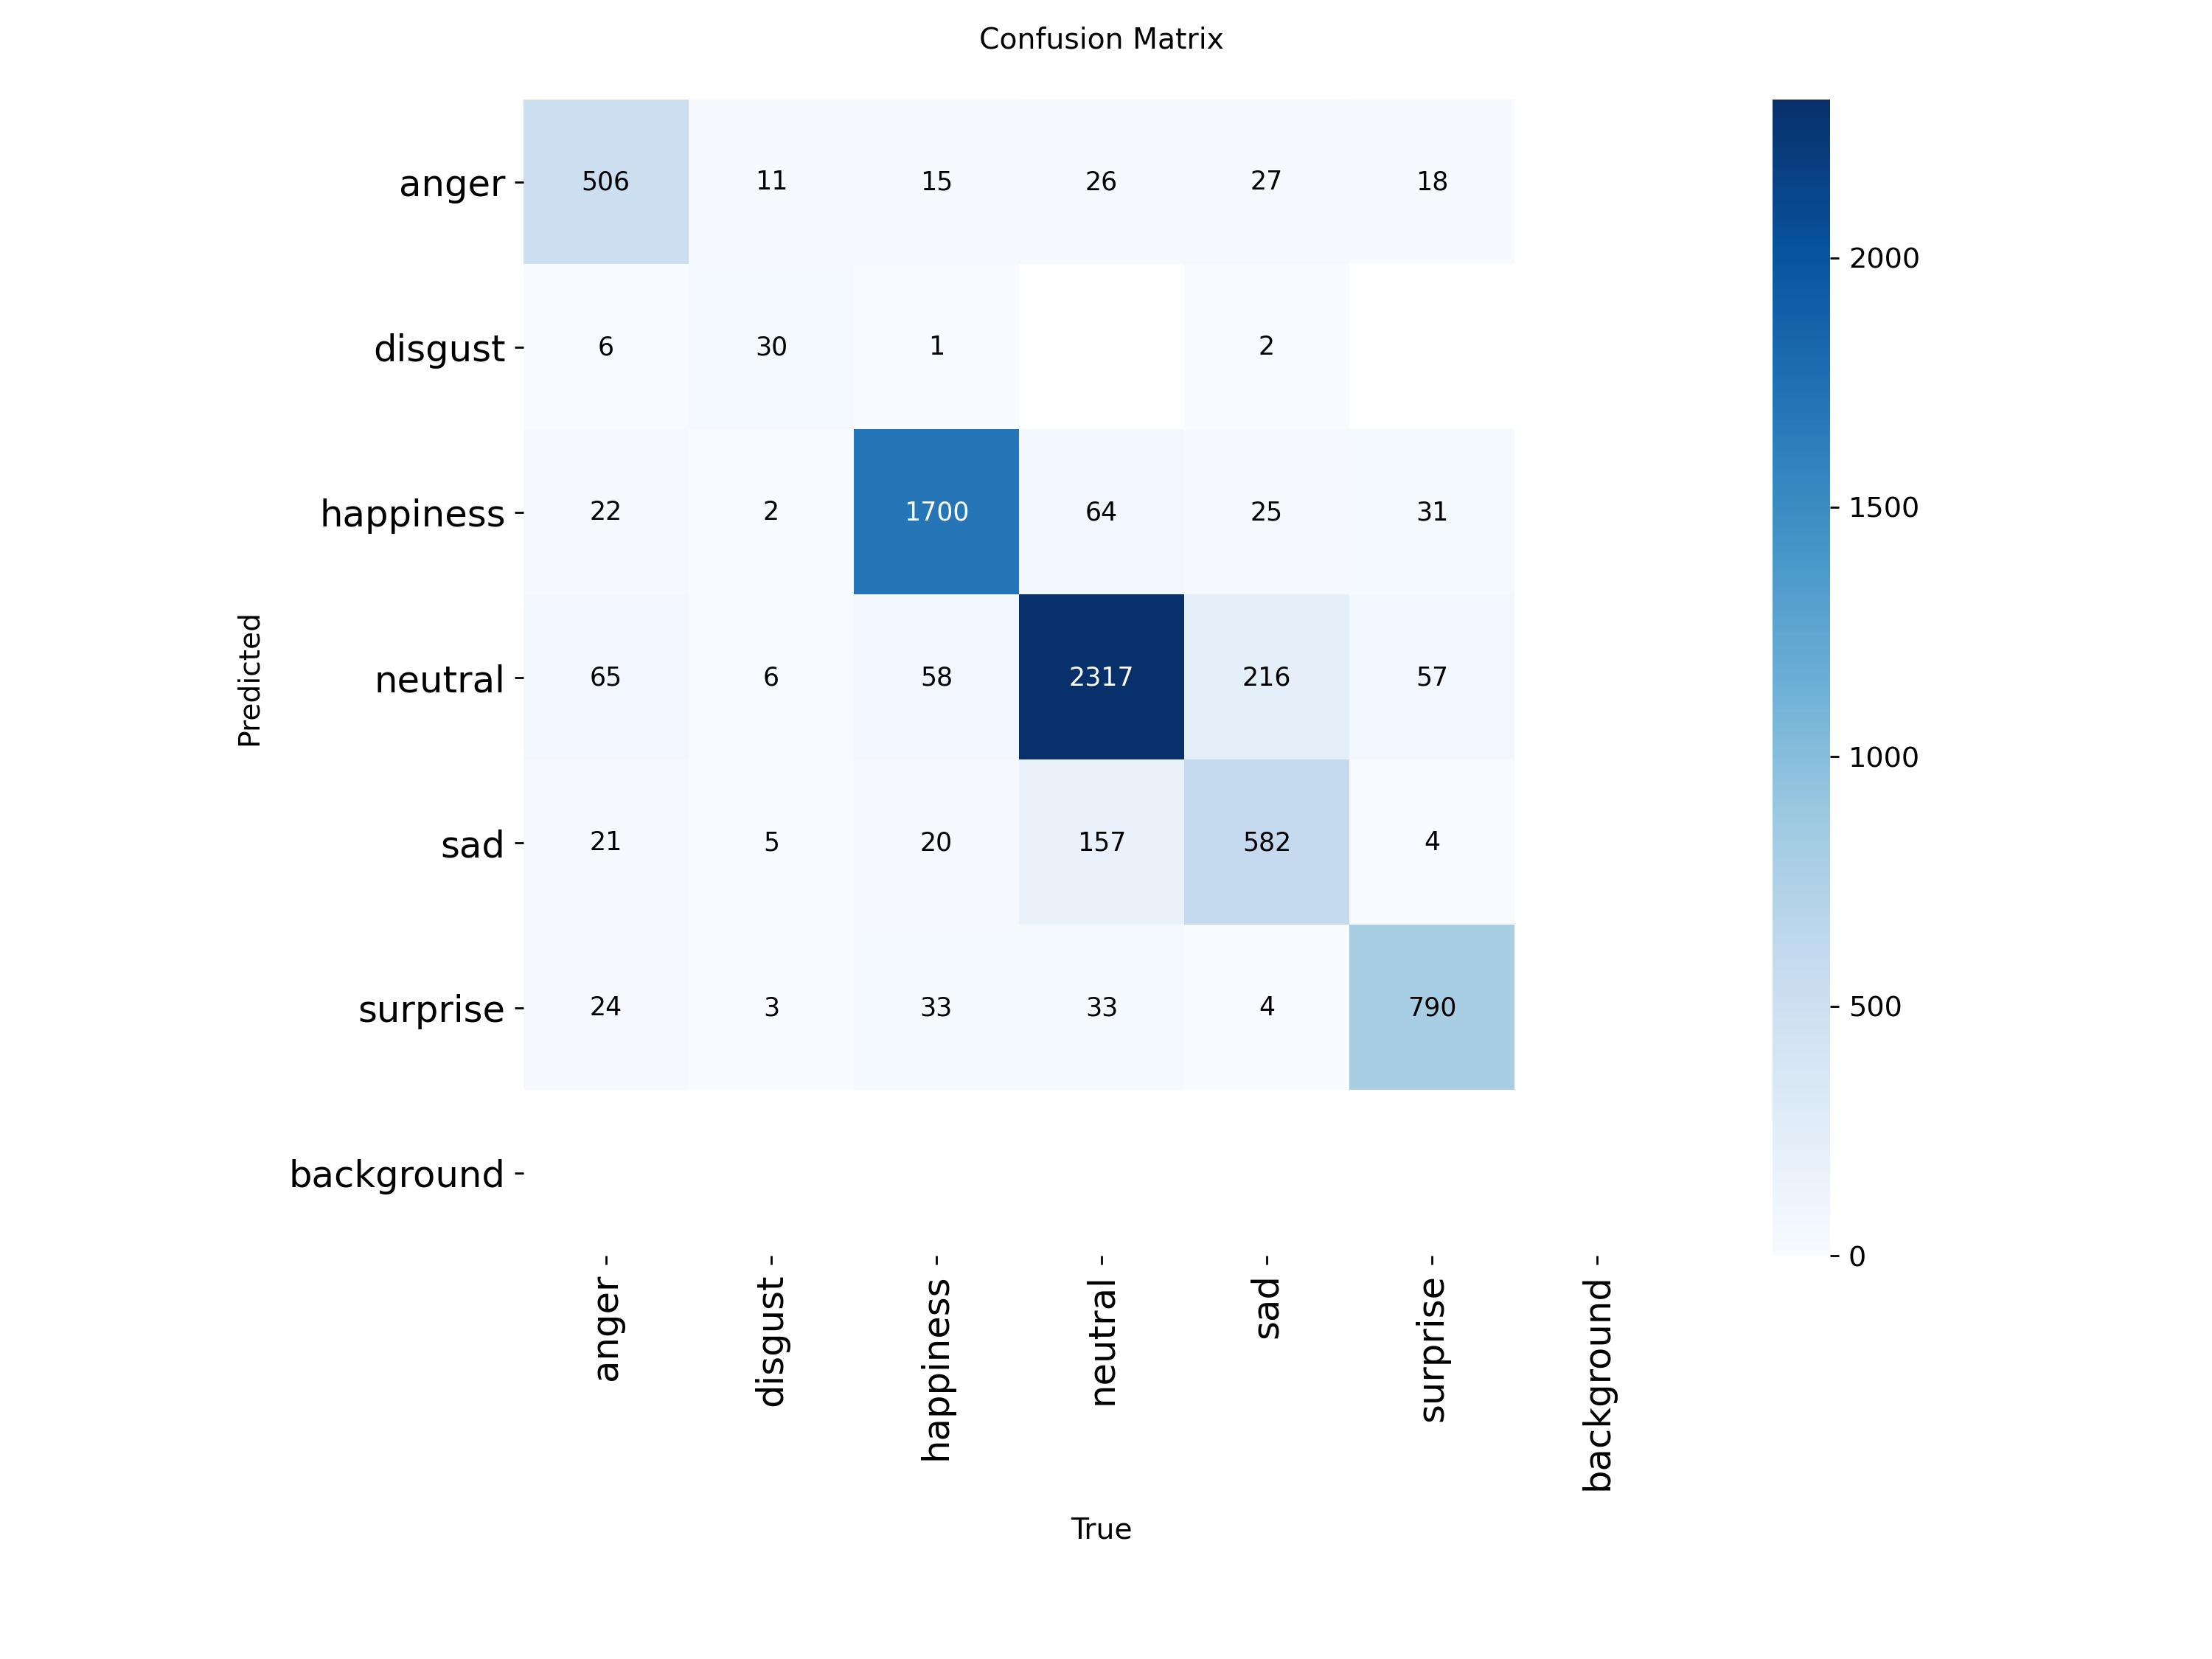 Confusion Matrix
anger 506 11 15 26 27 18
disgust 6 30 1 2
happiness 22 2 1700 64 25 31
neutral 65 6 58 2317 216 57
sad 21 5 20 157 582 4
surprise 24 3 33 33 4 790
background
Predicted
anger disgust happiness neutral sad surprise background
True
2000
1500
1000
500
0